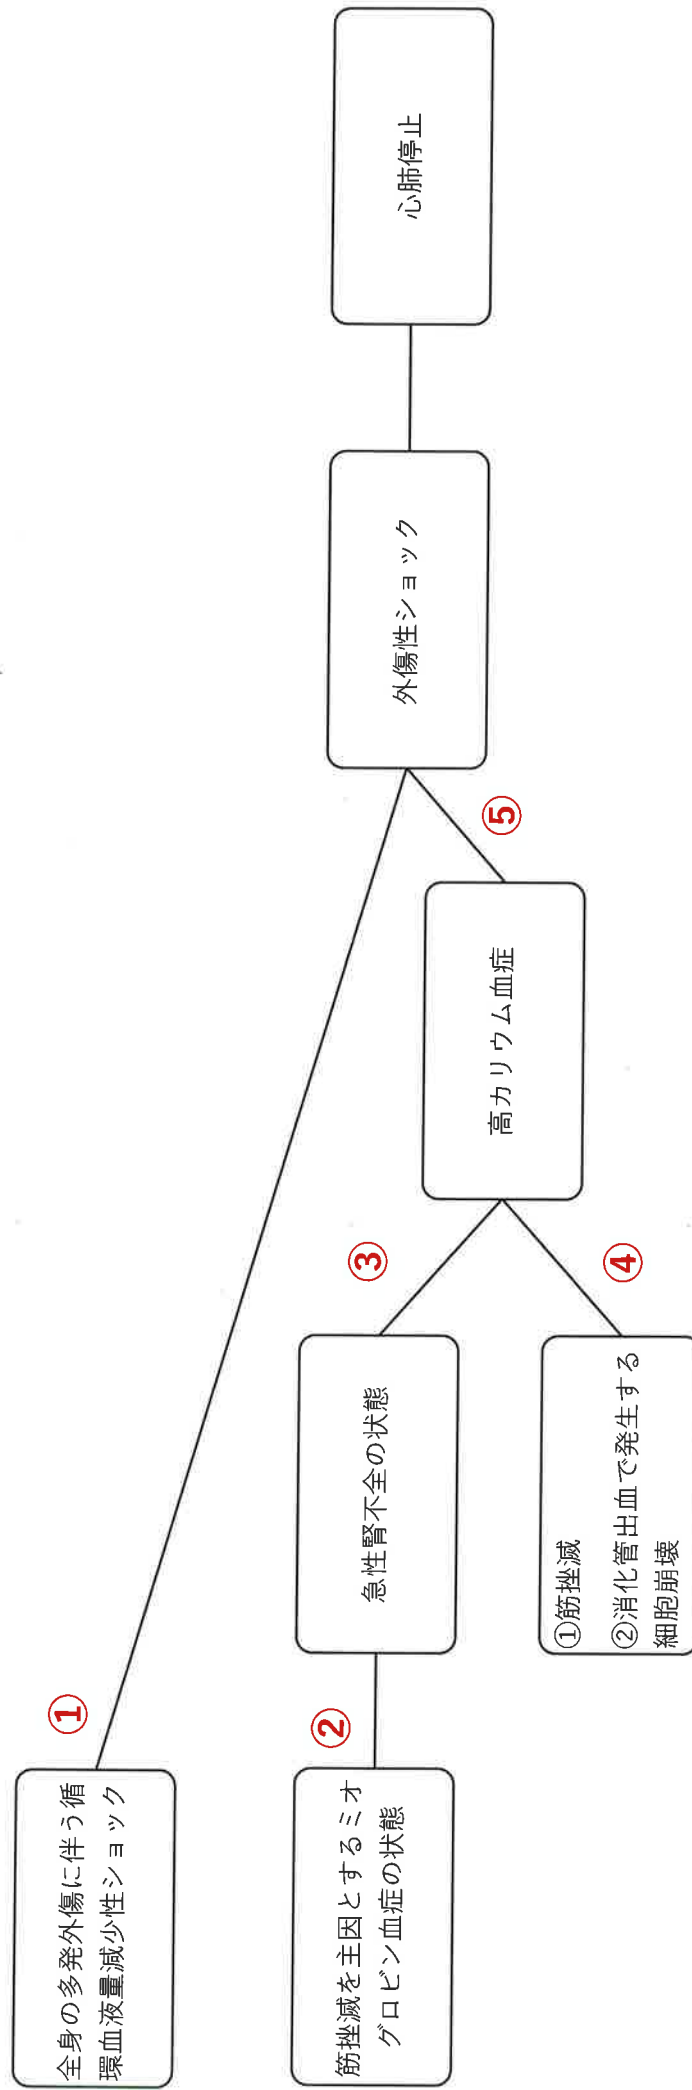 ①
全身の多発外傷に伴う循
環血液量減少性ショック
②
筋挫滅を主因とするミオ
グロビン血症の状態
③
急性腎不全の状態
④
①筋挫滅
②消化管出血で発生する
細胞崩壊
高カリウム血症
⑤
外傷性ショック
心肺停止